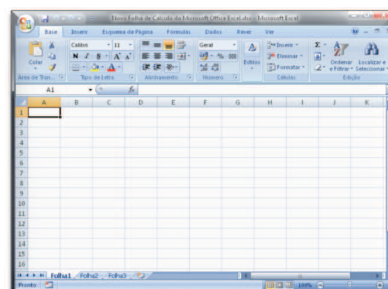 Nova Folha de Cálculo do Microsoft Office Excel.xlsx - Microsoft Excel
Base Inserir Esquema de Página Fórmulas Dados Rever Ver
Calibri 11 Geral Inserir
N I S Eliminar
Colar Estilos Formatar Ordenar e Filtrar Localizar e Selecionar
Área de Tran... Tipo de Letra Alinhamento Número Células Edição
A1 fx
A B C D E F G H I J K
1
2
3
4
5
6
7
8
9
10
11
12
13
14
15
16
Folha1 Folha2 Folha3
Pronto 100%